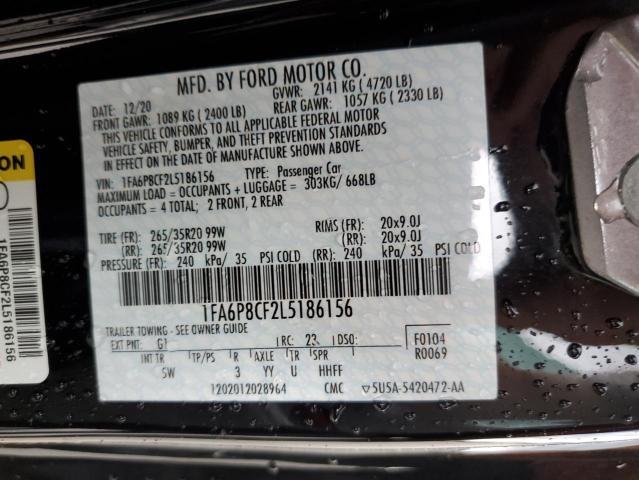 MFD. BY FORD MOTOR CO.
DATE: 12/20 GVWR: 2141 KG ( 4720 LB)
FRONT GAWR: 1089 KG ( 2400 LB) REAR GAWR: 1057 KG ( 2330 LB)
THIS VEHICLE CONFORMS TO ALL APPLICABLE FEDERAL MOTOR
VEHICLE SAFETY, BUMPER, AND THEFT PREVENTION STANDARDS
IN EFFECT ON THE DATE OF MANUFACTURE SHOWN ABOVE.
VIN: 1FA6P8CF2L5186156 TYPE: Passenger Car
MAXIMUM LOAD = OCCUPANTS + LUGGAGE = 303KG/ 668LB
OCCUPANTS = 4 TOTAL; 2 FRONT, 2 REAR
TIRE (FR): 265/35R20 99W RIMS (FR): 20x9.0J
(RR): 265/35R20 99W (RR): 20x9.0J
PRESSURE (FR): 240 kPa/ 35 PSI COLD (RR): 240 kPa/ 35 PSI COLD
1FA6P8CF2L5186156
TRAILER TOWING - SEE OWNER GUIDE
EXT PNT: G1 RC: 23 DSO: F0104
R0069
INT TR TP/PS R AXLE TR SPR
5W 3 YY U HHFF
1202012028964 CMC 5U5A-5420472-AA
ON
1FA6P8CF2L5186156